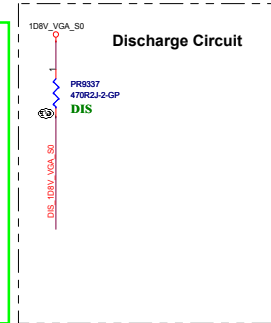 1D8V_VGA_S0
Discharge Circuit
1
PR9337
470R2J-2-GP
DIS
DIS_1D8V_VGA_S0